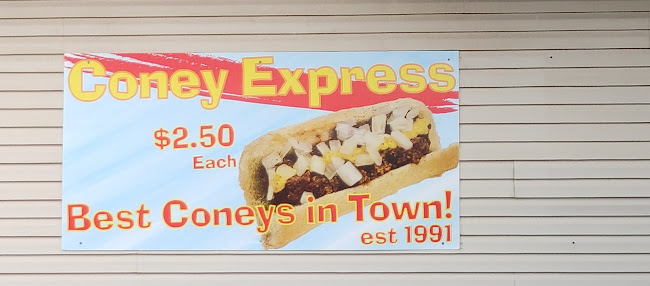 Coney Express
$2.50
Each
Best Coneys in Town!
est 1991